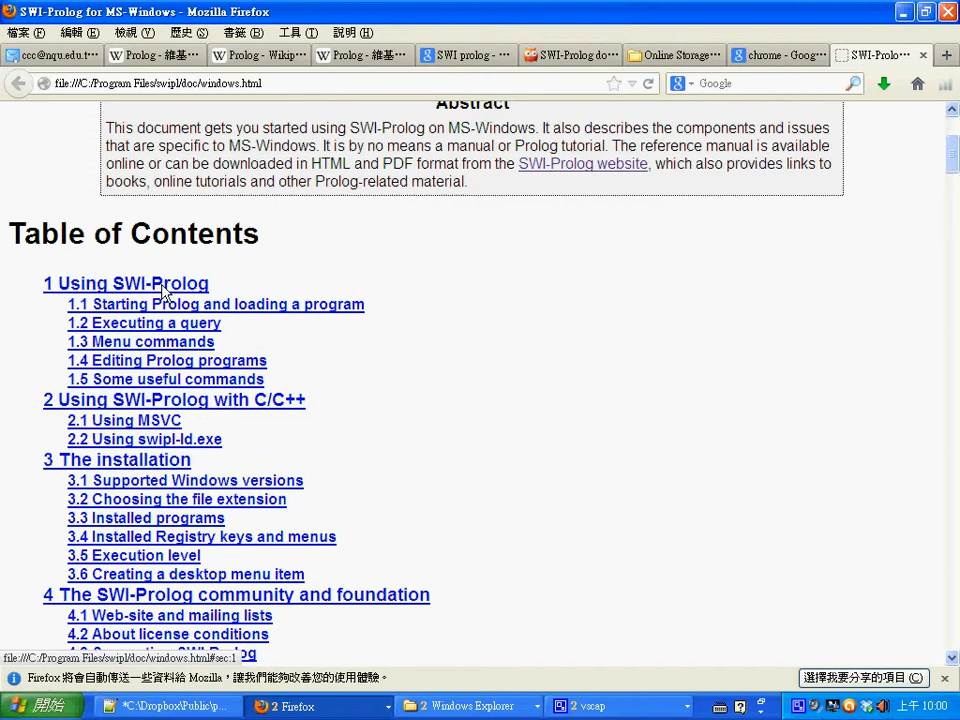 SWI-Prolog for MS-Windows - Mozilla Firefox
檔案(F) 編輯(E) 檢視(V) 歷史(S) 書籤(B) 工具(T) 說明(H)
ccc@nqu.edu.t... Prolog - 維基... Prolog - Wikip... Prolog - 維基... SWI prolog - ... SWI-Prolog do... Online Storage... chrome - Goog... SWI-Prolo...
file:///C:/Program Files/swipl/doc/windows.html
Google
Abstract
This document gets you started using SWI-Prolog on MS-Windows. It also describes the components and issues
that are specific to MS-Windows. It is by no means a manual or Prolog tutorial. The reference manual is available
online or can be downloaded in HTML and PDF format from the SWI-Prolog website, which also provides links to
books, online tutorials and other Prolog-related material.
Table of Contents
1 Using SWI-Prolog
1.1 Starting Prolog and loading a program
1.2 Executing a query
1.3 Menu commands
1.4 Editing Prolog programs
1.5 Some useful commands
2 Using SWI-Prolog with C/C++
2.1 Using MSVC
2.2 Using swipl-ld.exe
3 The installation
3.1 Supported Windows versions
3.2 Choosing the file extension
3.3 Installed programs
3.4 Installed Registry keys and menus
3.5 Execution level
3.6 Creating a desktop menu item
4 The SWI-Prolog community and foundation
4.1 Web-site and mailing lists
4.2 About license conditions
file:///C:/Program Files/swipl/doc/windows.html#sec:1
Firefox 將會自動傳送一些資料給 Mozilla，讓我們能夠改善您的使用體驗。 選擇我要分享的項目(C)
開始 *C:\Dropbox\Public\p... 2 Firefox 2 Windows Explorer 2 vscap 上午 10:00